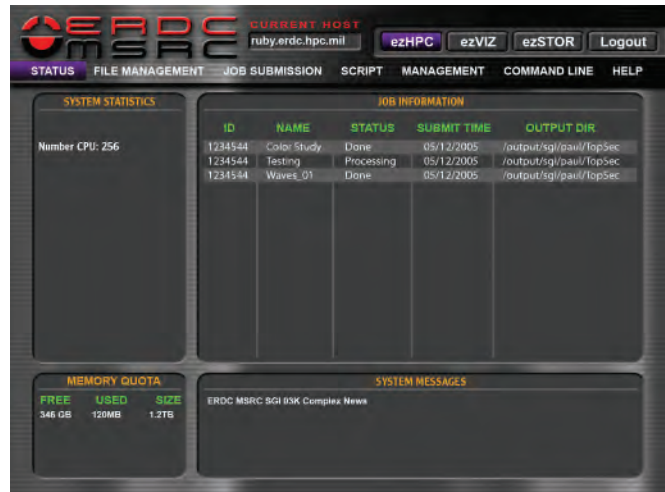 ERDC
MSRC
CURRENT HOST
ruby.erdc.hpc.mil
ezHPC ezVIZ ezSTOR Logout
STATUS FILE MANAGEMENT JOB SUBMISSION SCRIPT MANAGEMENT COMMAND LINE HELP
SYSTEM STATISTICS
Number CPU: 256
JOB INFORMATION
ID NAME STATUS SUBMIT TIME OUTPUT DIR
1234544 Color Study Done 05/12/2005 /output/sgi/paul/TopSec
1234544 Testing Processing 05/12/2005 /output/sgi/paul/TopSec
1234544 Waves_01 Done 05/12/2005 /output/sgi/paul/TopSec
MEMORY QUOTA
FREE USED SIZE
346 GB 120MB 1.2TB
SYSTEM MESSAGES
ERDC MSRC SGI 03K Complex News